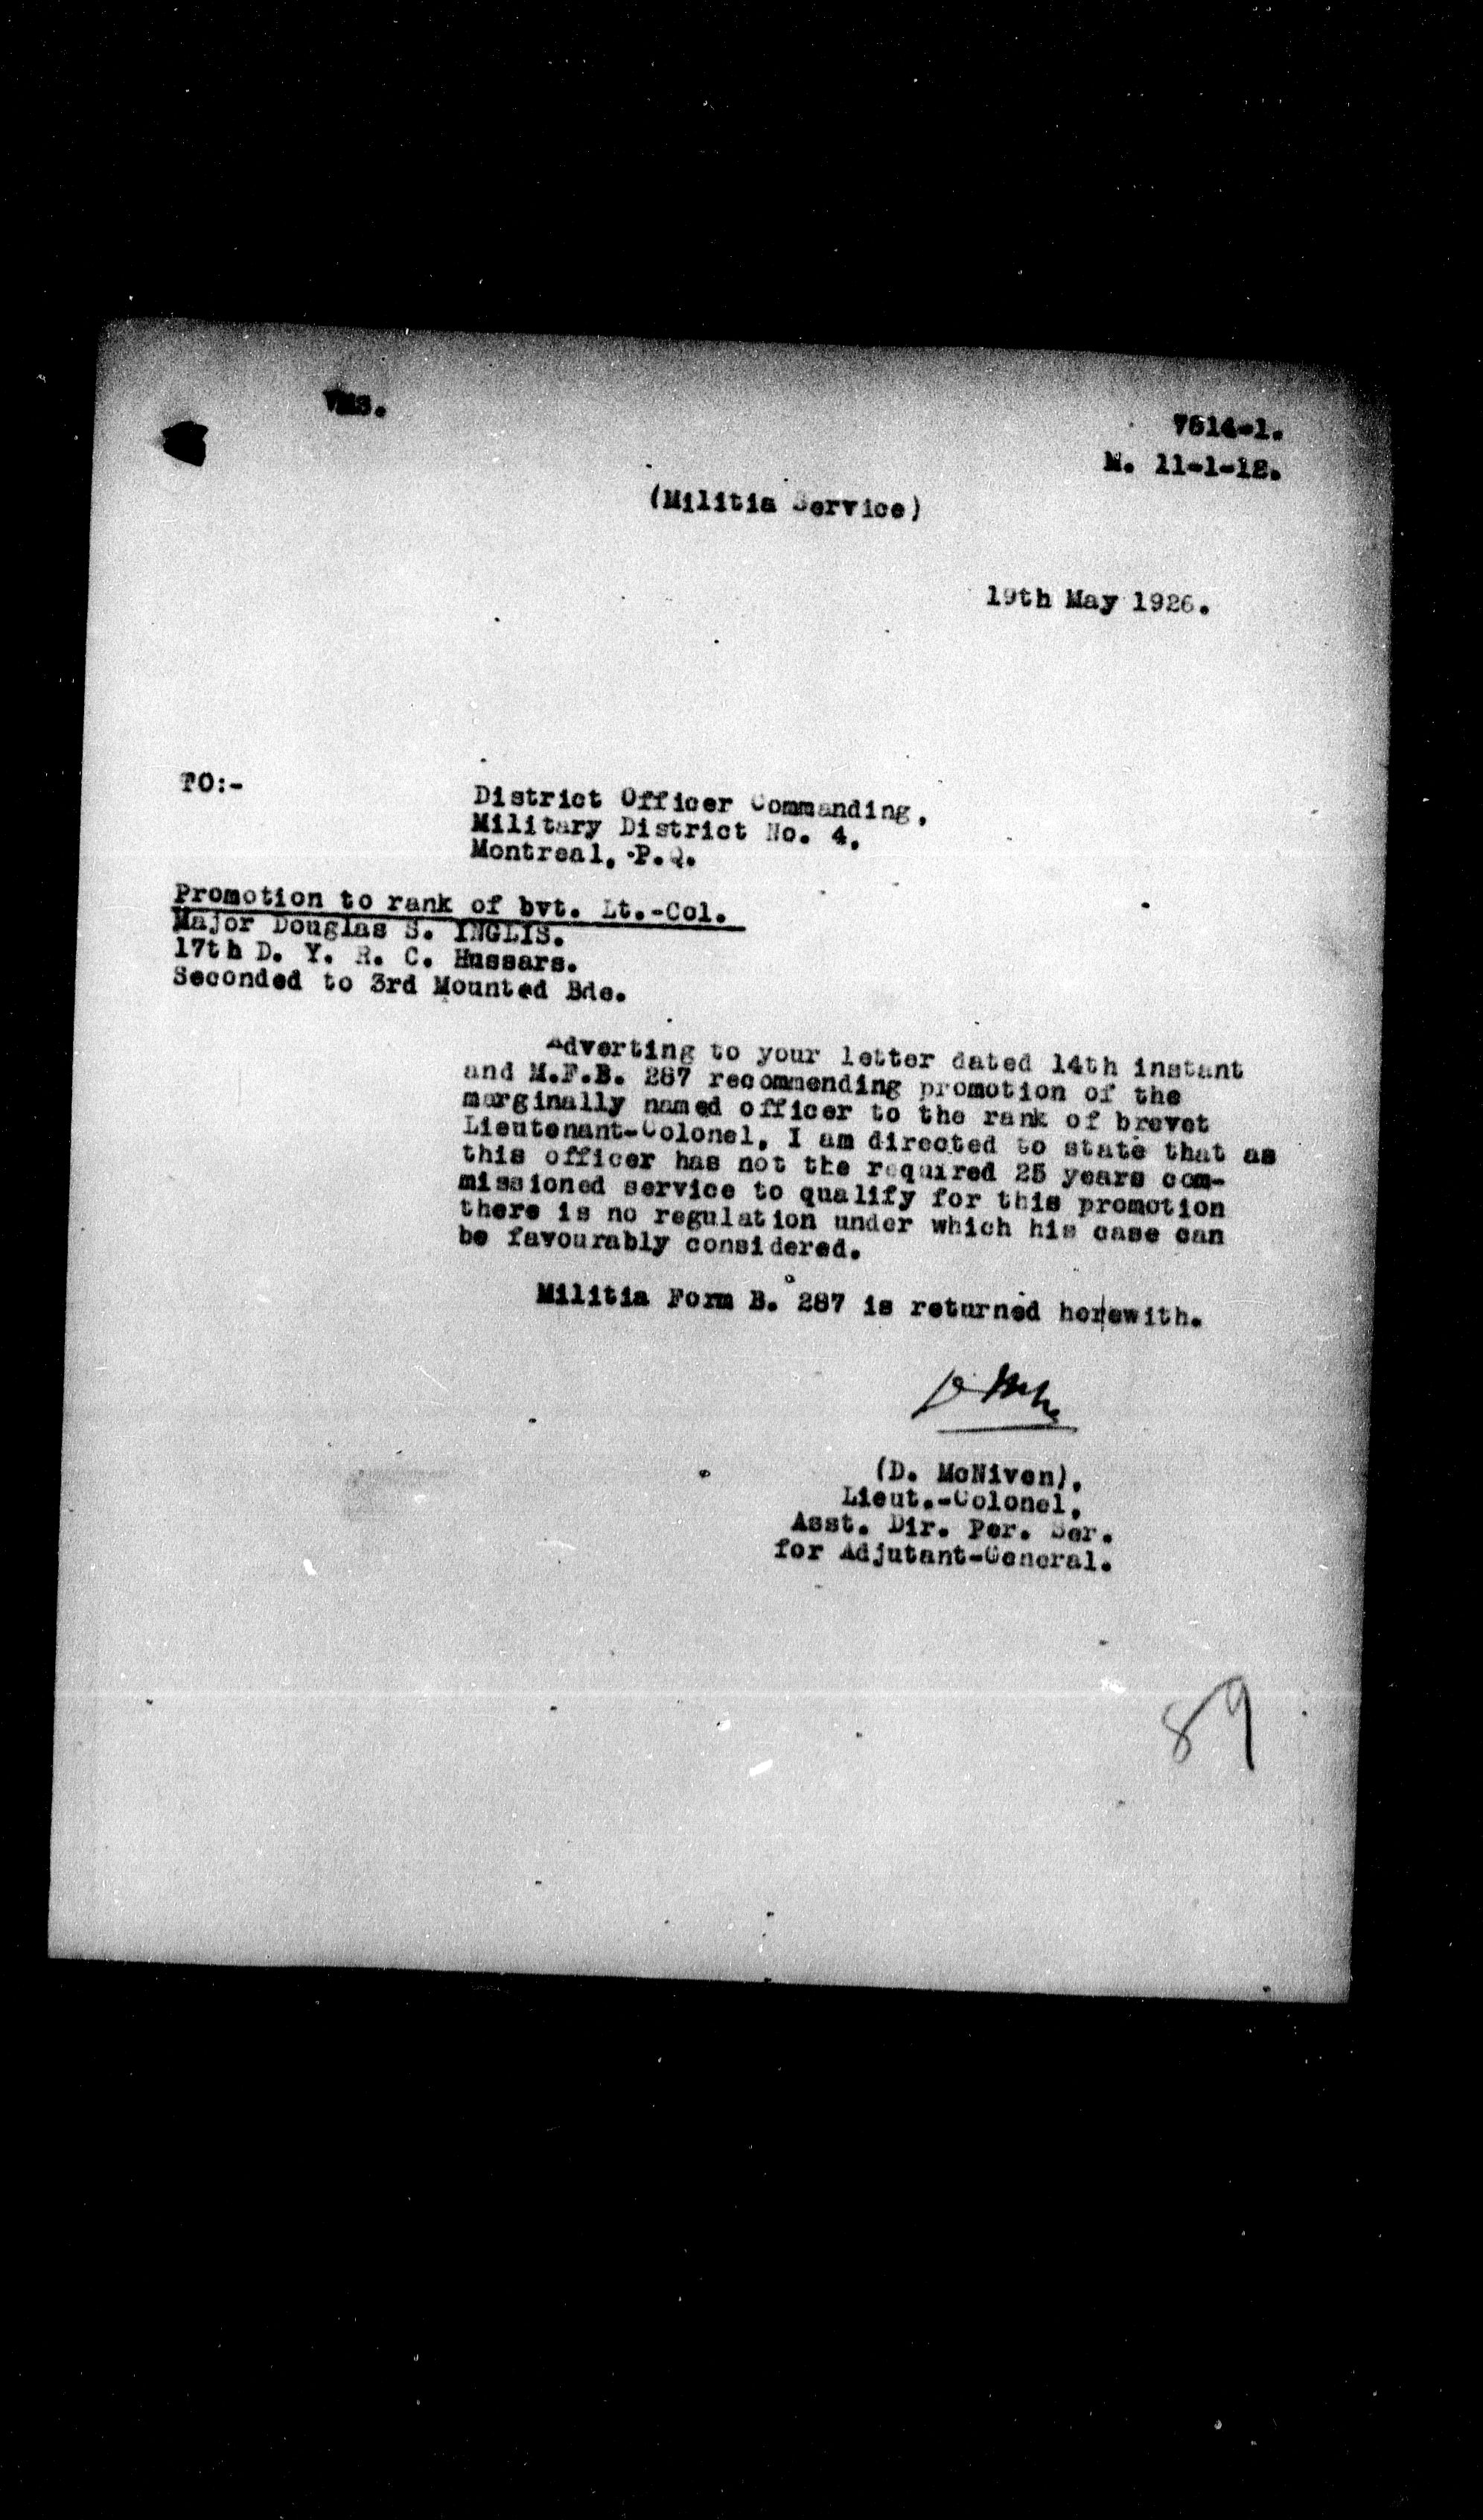 VMS.
7614-1.
M. 11-1-12.
(Militia Service)
19th May 1926.
TO:-
District Officer Commanding,
Military District No. 4,
Montreal, P.Q.
Promotion to rank of bvt. Lt.-Col.
Major Douglas S. INGLIS.
17th D. Y. R. C. Hussars.
Seconded to 3rd Mounted Bde.
Adverting to your letter dated 14th instant
and M.F.B. 287 recommending promotion of the
marginally named officer to the rank of brevet
Lieutenant-Colonel, I am directed to state that as
this officer has not the required 25 years com-
missioned service to qualify for this promotion
there is no regulation under which his case can
be favourably considered.
Militia Form B. 287 is returned herewith.
(D. McNiven),
Lieut.-Colonel,
Asst. Dir. Per. Ser.
for Adjutant-General.
89